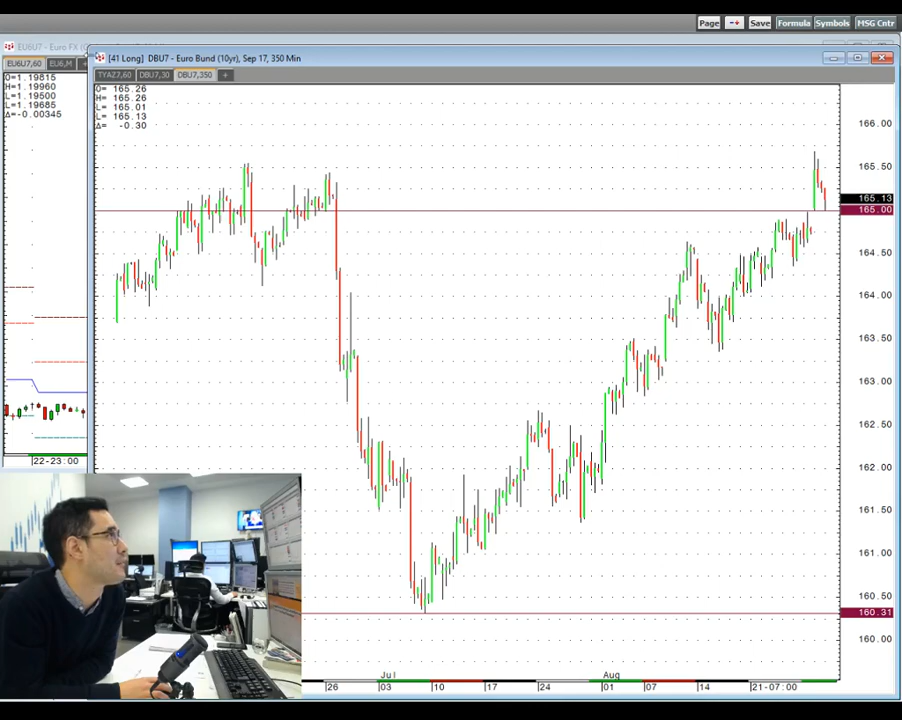 Page
Save
Formula
Symbols
MSG Cntr
EU6U7 - Euro FX
[41 Long] DBU7 - Euro Bund (10yr), Sep 17, 350 Min
EU6U7,60
EU6,M
+
TYAZ7,60
DBU7,30
DBU7,350
+
O=1.19815
H=1.19960
L=1.19500
L=1.19685
Δ=-0.00345
O= 165.26
H= 165.26
L= 165.01
L= 165.13
Δ= -0.30
166.00
165.50
165.13
165.00
164.50
164.00
163.50
163.00
162.50
162.00
161.50
161.00
160.50
160.31
160.00
22-23:00
Jul
Aug
26
03
10
17
24
01
07
14
21-07:00